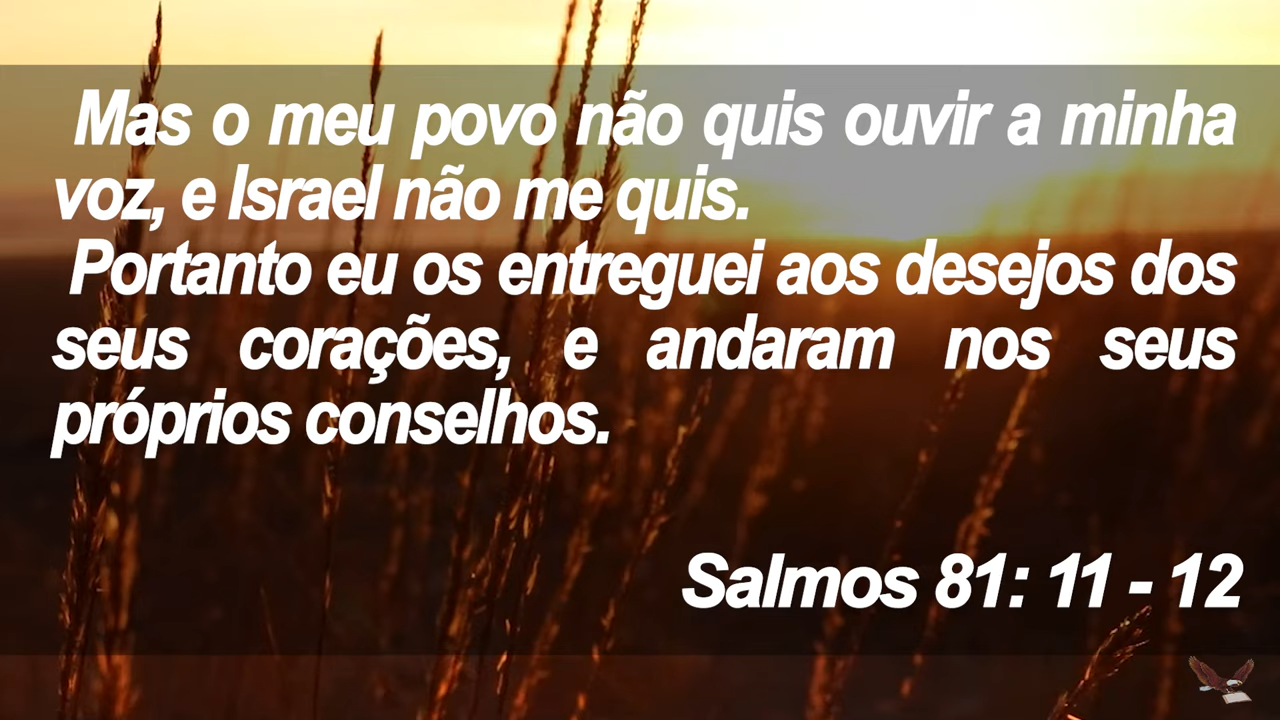 Mas o meu povo não quis ouvir a minha
voz, e Israel não me quis.
Portanto eu os entreguei aos desejos dos
seus corações, e andaram nos seus
próprios conselhos.
Salmos 81: 11 - 12